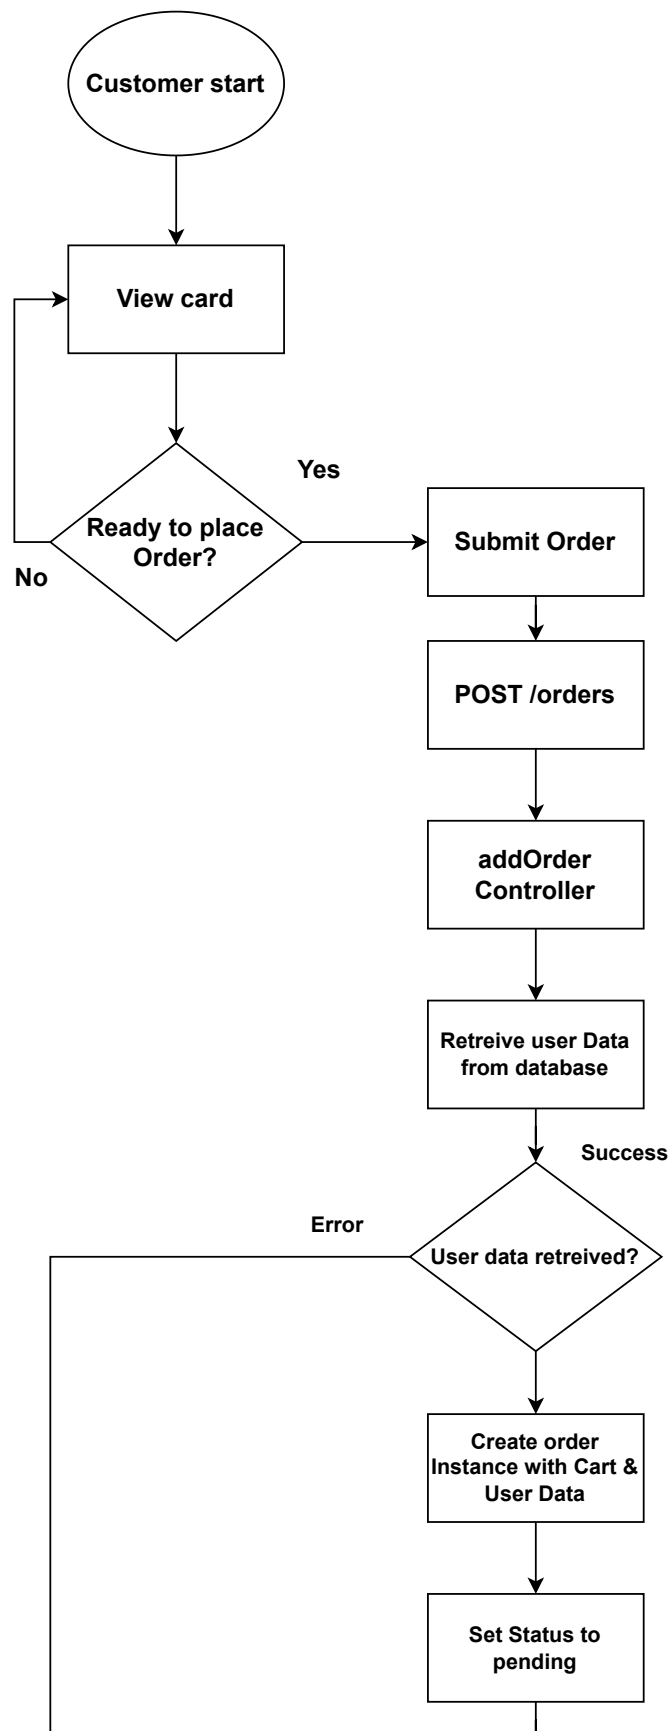 Customer start
View card
Yes
Ready to place
Order?
No
Submit Order
POST /orders
addOrder
Controller
Retreive user Data
from database
Success
Error
User data retreived?
Create order
Instance with Cart &
User Data
Set Status to
pending